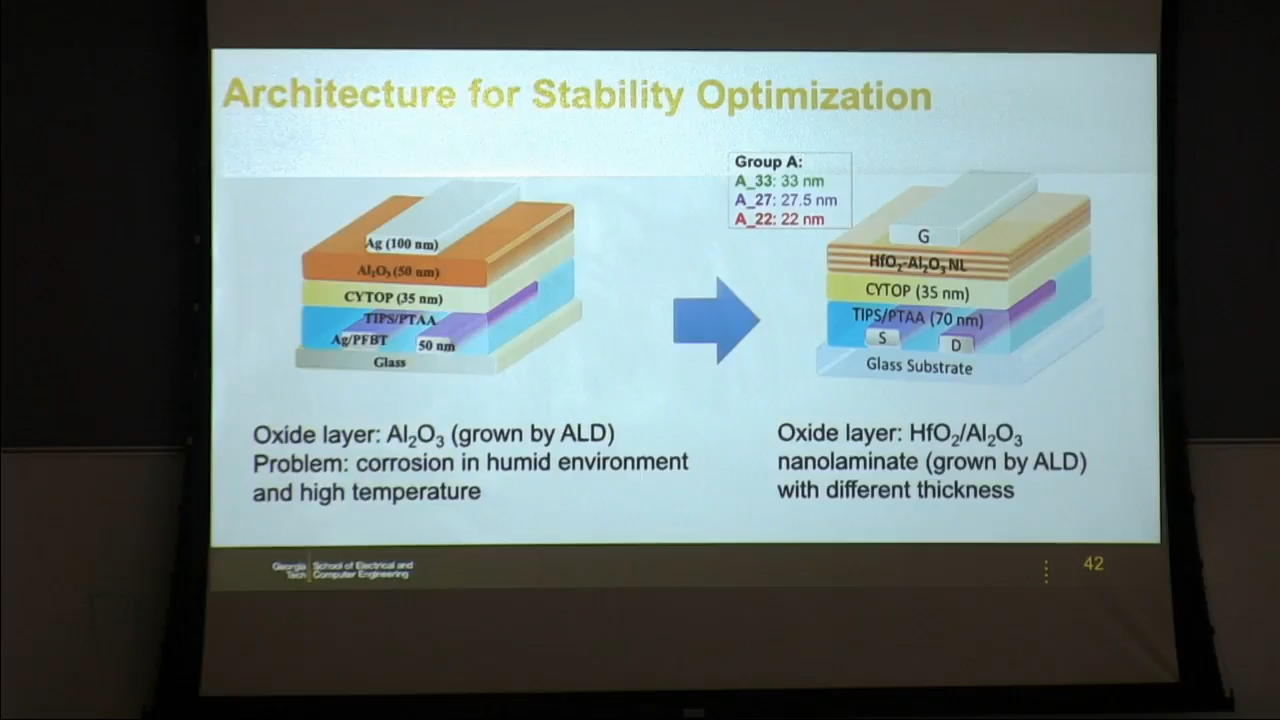 Architecture for Stability Optimization
Group A:
A_33: 33 nm
A_27: 27.5 nm
A_22: 22 nm
Ag (100 nm)
Al₂O₃ (50 nm)
CYTOP (35 nm)
TIPS/PTAA
Ag/PFBT
50 nm
Glass
G
HfO₂-Al₂O₃ NL
CYTOP (35 nm)
TIPS/PTAA (70 nm)
S
D
Glass Substrate
Oxide layer: Al₂O₃ (grown by ALD)
Problem: corrosion in humid environment
and high temperature
Oxide layer: HfO₂/Al₂O₃
nanolaminate (grown by ALD)
with different thickness
Georgia
Tech
School of Electrical and
Computer Engineering
42